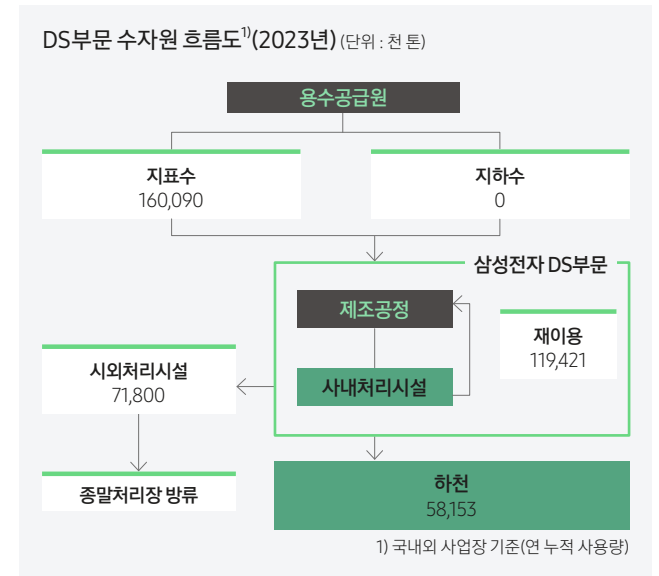 DS부문 수자원 흐름도1)(2023년) (단위 : 천 톤)
용수공급원
지표수
160,090
지하수
0
삼성전자 DS부문
제조공정
재이용
119,421
사내처리시설
시외처리시설
71,800
종말처리장 방류
하천
58,153
1) 국내외 사업장 기준(연 누적 사용량)